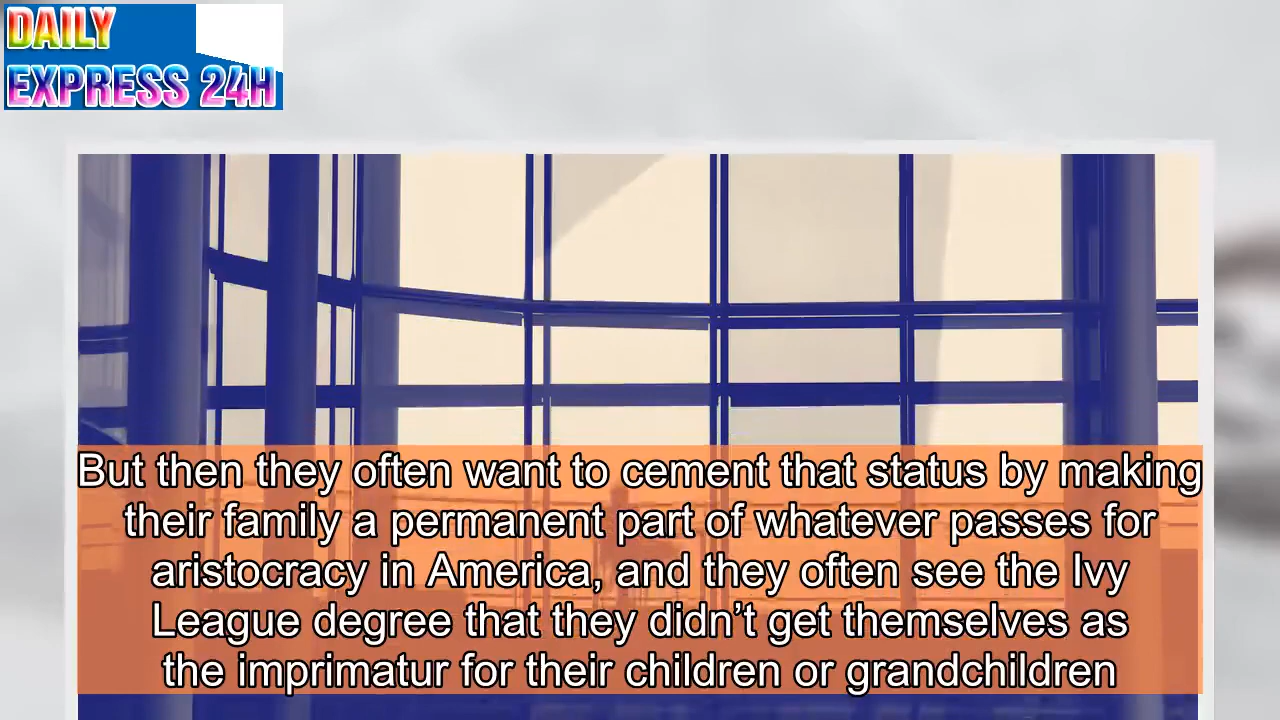 DAILY
EXPRESS 24H
But then they often want to cement that status by making
their family a permanent part of whatever passes for
aristocracy in America, and they often see the Ivy
League degree that they didn’t get themselves as
the imprimatur for their children or grandchildren